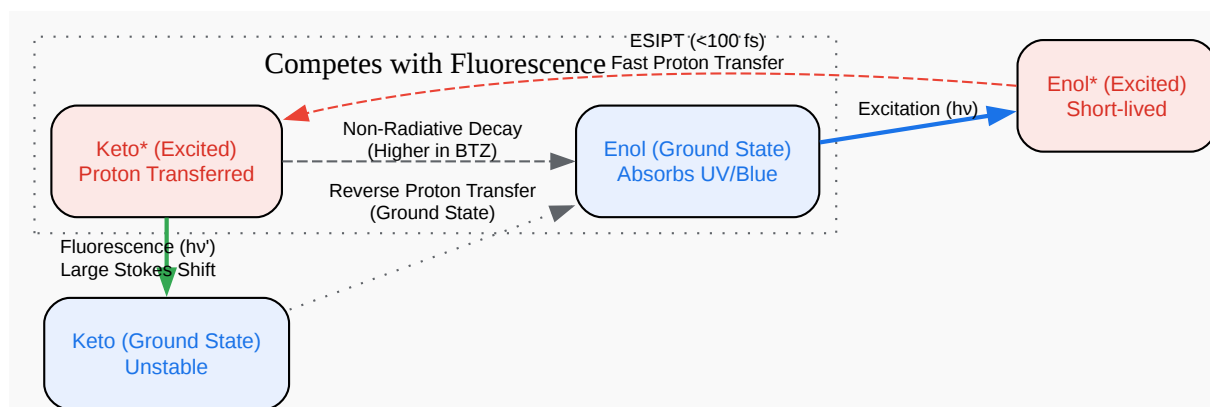 ESIPT (<100 fs)
Fast Proton Transfer
Competes with Fluorescence
Enol* (Excited)
Short-lived
Excitation (hν)
Keto* (Excited)
Proton Transferred
Non-Radiative Decay
(Higher in BTZ)
Enol (Ground State)
Absorbs UV/Blue
Reverse Proton Transfer
(Ground State)
Fluorescence (hν')
Large Stokes Shift
Keto (Ground State)
Unstable